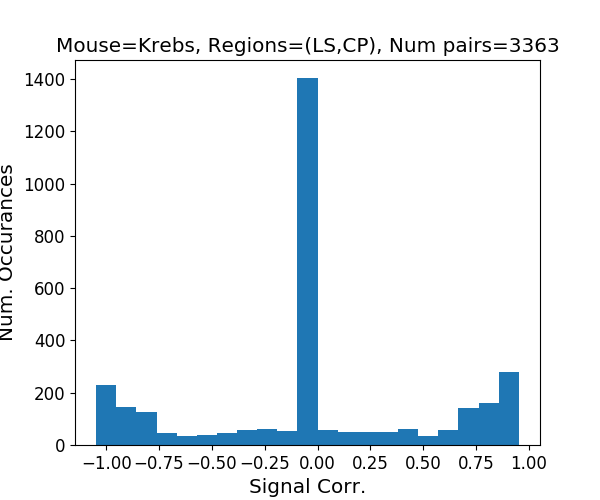 Mouse=Krebs, Regions=(LS,CP), Num pairs=3363
1400
1200
1000
800
600
400
200
0
Num. Occurances
−1.00 −0.75 −0.50 −0.25 0.00 0.25 0.50 0.75 1.00
Signal Corr.